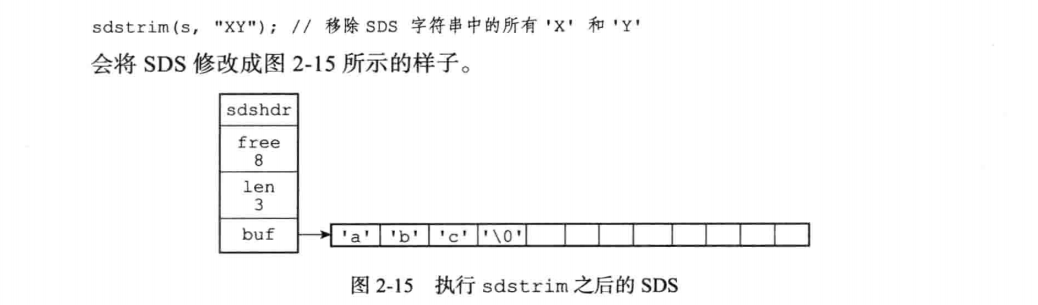 sdstrim(s, "XY"); // 移除 SDS 字符串中的所有 'X' 和 'Y'
会将 SDS 修改成图 2-15 所示的样子。
sdshdr
free
8
len
3
buf
'a' 'b' 'c' '\0'
图 2-15 执行 sdstrim 之后的 SDS